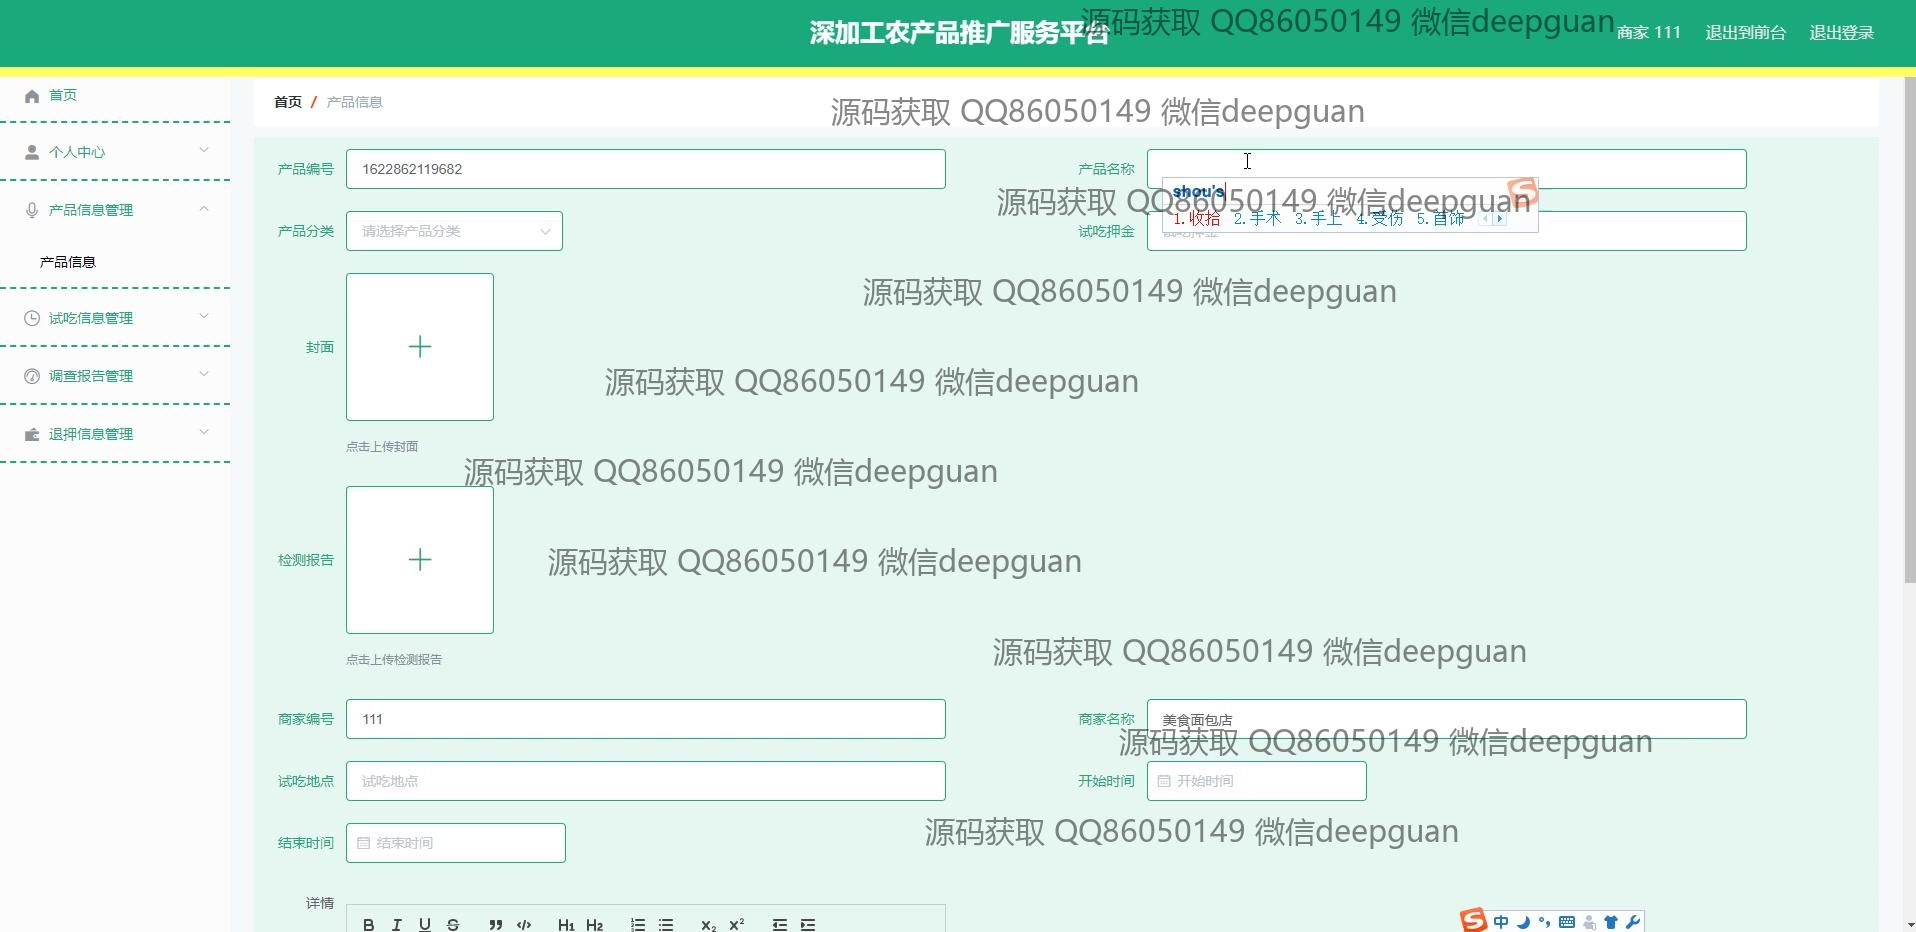 深加工农产品推广服务平台
源码获取 QQ86050149 微信deepguan
商家 111 退出到前台 退出登录
首页
个人中心
产品信息管理
产品信息
试吃信息管理
调查报告管理
退押信息管理
首页 / 产品信息
源码获取 QQ86050149 微信deepguan
产品编号 1622862119682
产品名称
shou's
1.收拾 2.手术 3.手上 4.受伤 5.首饰
源码获取 QQ86050149 微信deepguan
产品分类 请选择产品分类
试吃押金 试吃押金
源码获取 QQ86050149 微信deepguan
封面
源码获取 QQ86050149 微信deepguan
点击上传封面
源码获取 QQ86050149 微信deepguan
检测报告
源码获取 QQ86050149 微信deepguan
点击上传检测报告
源码获取 QQ86050149 微信deepguan
商家编号 111
商家名称 美食面包店
源码获取 QQ86050149 微信deepguan
试吃地点 试吃地点
开始时间 开始时间
源码获取 QQ86050149 微信deepguan
结束时间 结束时间
详情
B I U S H1 H2 X2 X2
S 中